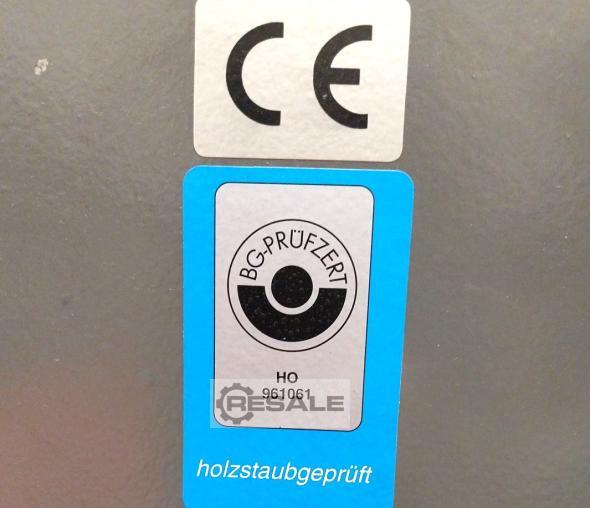 CE
BG-PRÜFZERT
HO
961061
RESALE
holzstaubgeprüft